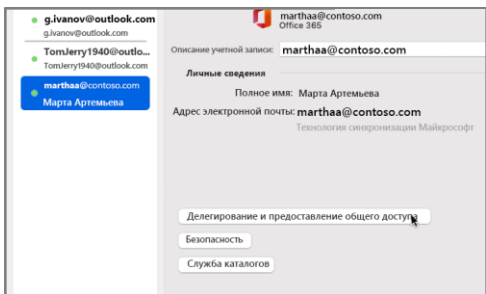 g.ivanov@outlook.com
g.ivanov@outlook.com
TomJerry1940@outlo...
TomJerry1940@outlook.com
marthaa@contoso.com
Марта Артемьева
marthaa@contoso.com
Office 365
Описание учетной записи: marthaa@contoso.com
Личные сведения
Полное имя: Марта Артемьева
Адрес электронной почты: marthaa@contoso.com
Технология синхронизации Майкрософт
Делегирование и предоставление общего доступа
Безопасность
Служба каталогов